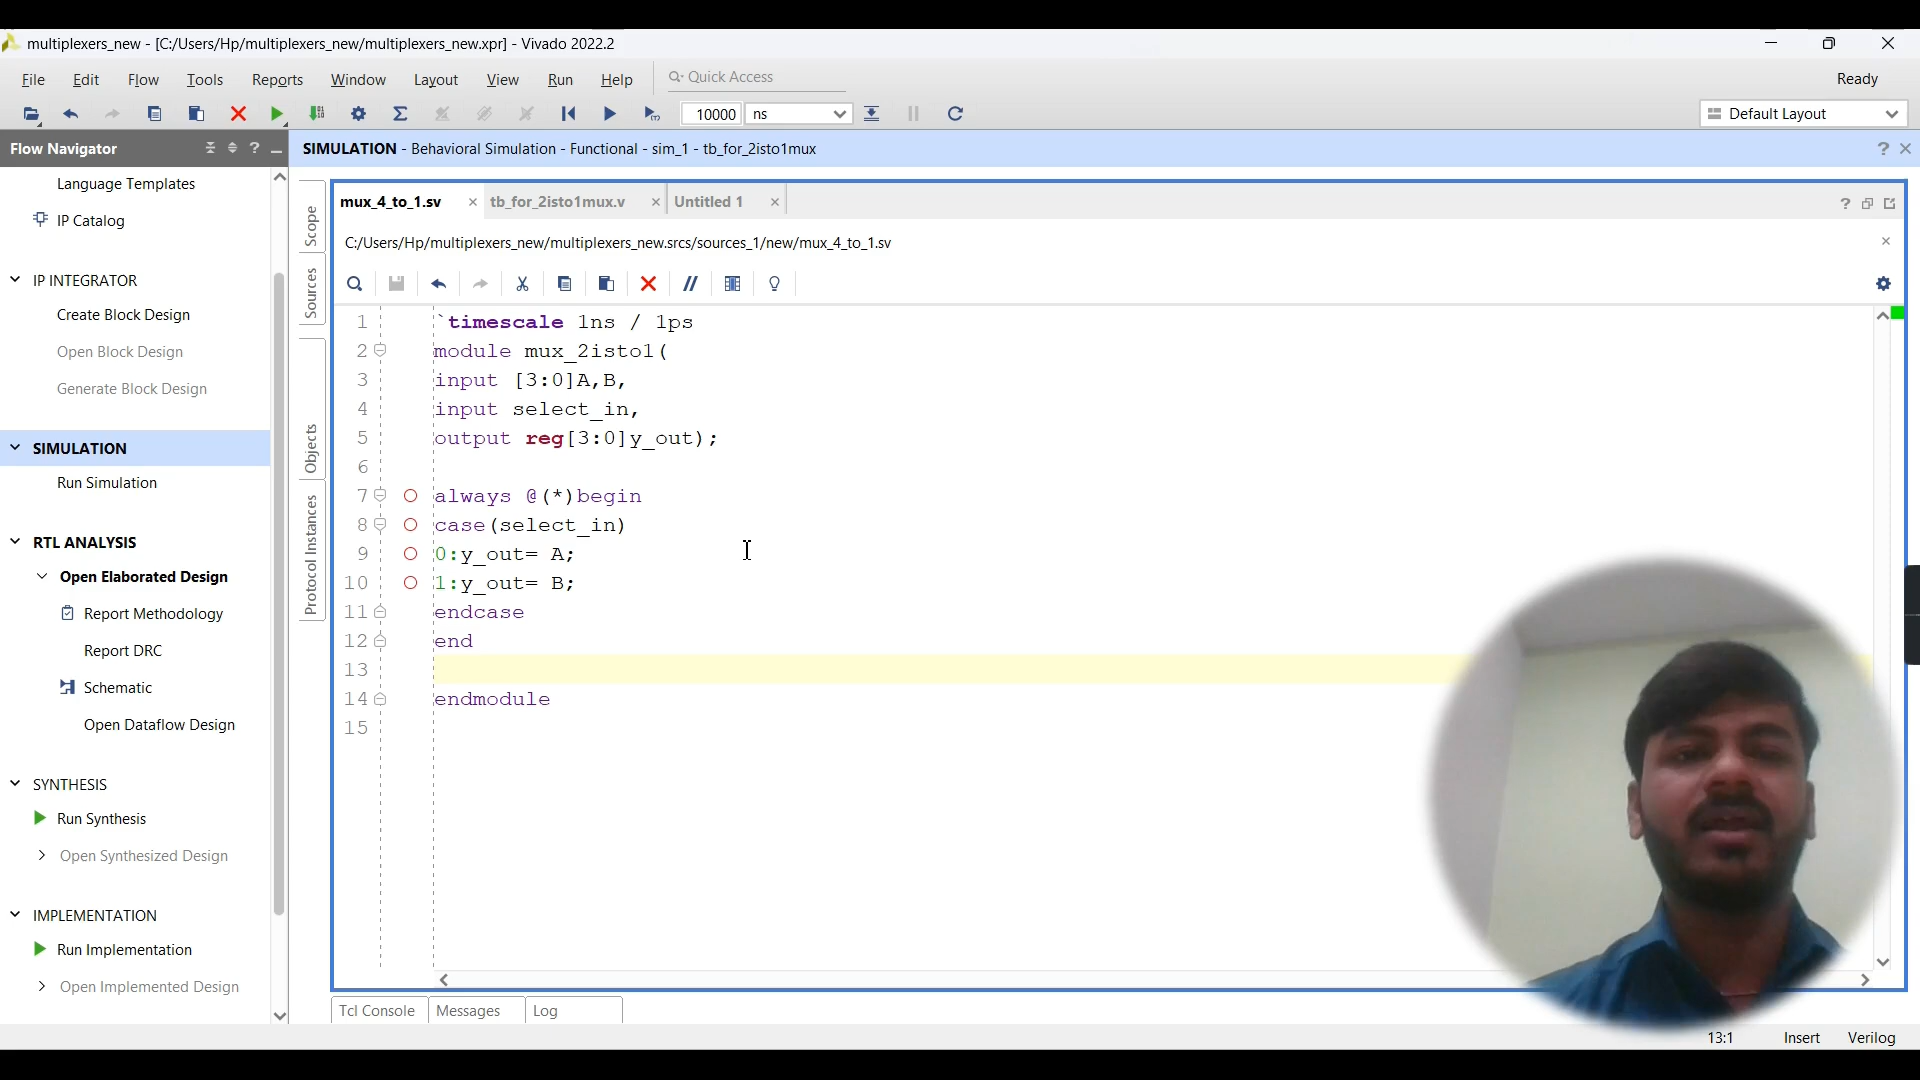 multiplexers_new - [C:/Users/Hp/multiplexers_new/multiplexers_new.xpr] - Vivado 2022.2
File Edit Flow Tools Reports Window Layout View Run Help Quick Access Ready
10000 ns Default Layout
Flow Navigator
SIMULATION - Behavioral Simulation - Functional - sim_1 - tb_for_2isto1mux
Language Templates
IP Catalog
IP INTEGRATOR
Create Block Design
Open Block Design
Generate Block Design
SIMULATION
Run Simulation
RTL ANALYSIS
Open Elaborated Design
Report Methodology
Report DRC
Schematic
Open Dataflow Design
SYNTHESIS
Run Synthesis
Open Synthesized Design
IMPLEMENTATION
Run Implementation
Open Implemented Design
Scope
Sources
Objects
Protocol Instances
mux_4_to_1.sv tb_for_2isto1mux.v Untitled 1
C:/Users/Hp/multiplexers_new/multiplexers_new.srcs/sources_1/new/mux_4_to_1.sv
1 `timescale 1ns / 1ps
2 module mux_2isto1(
3 input [3:0]A,B,
4 input select_in,
5 output reg[3:0]y_out);
6
7 always @(*)begin
8 case(select_in)
9 0:y_out= A;
10 1:y_out= B;
11 endcase
12 end
13
14 endmodule
15
Tcl Console Messages Log
13:1 Insert Verilog